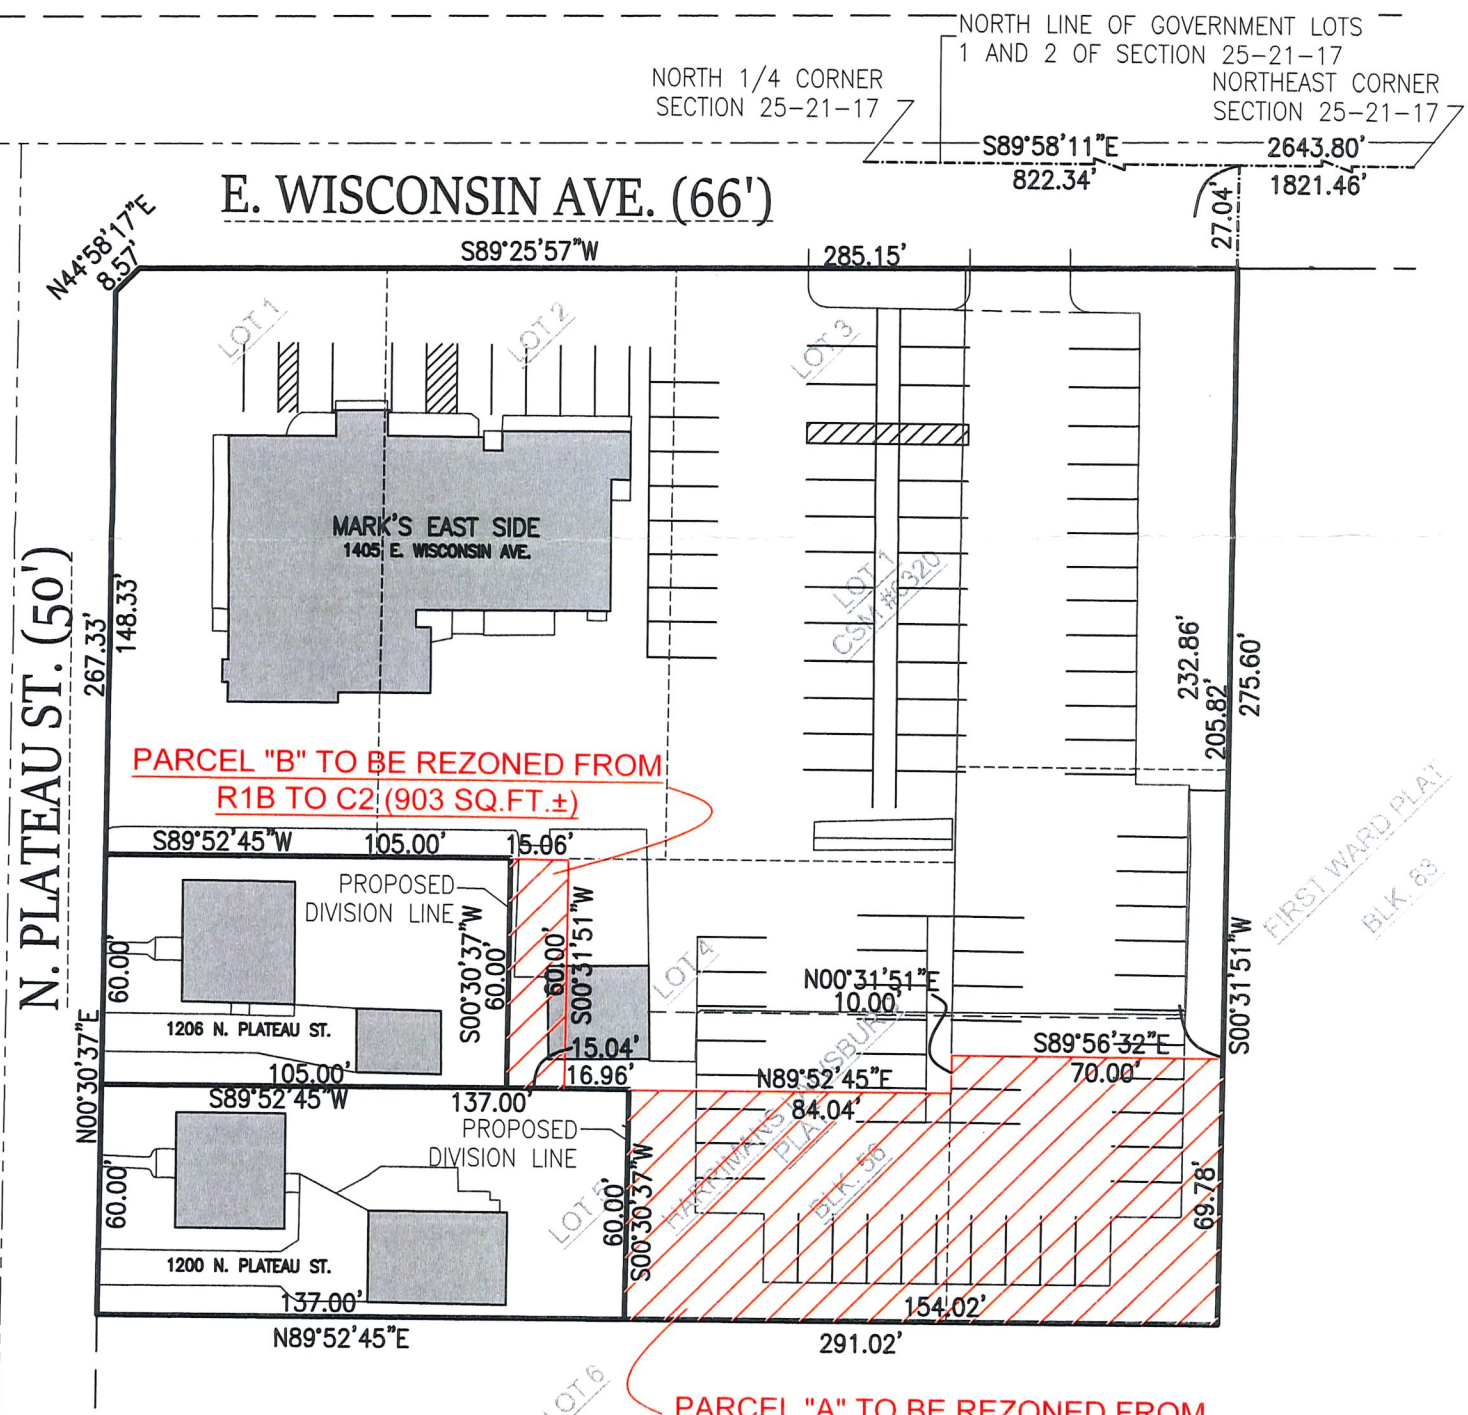 NORTH LINE OF GOVERNMENT LOTS
1 AND 2 OF SECTION 25-21-17
NORTH 1/4 CORNER
SECTION 25-21-17
NORTHEAST CORNER
SECTION 25-21-17
S89°58'11"E
2643.80'
822.34'
1821.46'
27.04'
E. WISCONSIN AVE. (66')
N44°58'17"E
8.57'
S89°25'57"W
285.15'
LOT 1
LOT 2
LOT 3
MARK'S EAST SIDE
1405 E. WISCONSIN AVE.
LOT 1
CSM #6320
N. PLATEAU ST. (50')
267.33'
148.33'
232.86'
205.82'
275.60'
PARCEL "B" TO BE REZONED FROM
R1B TO C2 (903 SQ.FT.±)
FIRST WARD PLAT
BLK. 83
S89°52'45"W
105.00'
15.06'
PROPOSED
DIVISION LINE
S00°30'37"W
60.00'
60.00'
S00°31'51"W
60.00'
1206 N. PLATEAU ST.
LOT 4
N00°31'51"E
10.00'
S00°31'51"W
S89°56'32"E
70.00'
15.04'
16.96'
N89°52'45"E
84.04'
N00°30'37"E
105.00'
S89°52'45"W
137.00'
PROPOSED
DIVISION LINE
HARRIMANS LAWSBURG
PLAT
BLK. 56
LOT 5
60.00'
S00°30'37"W
60.00'
69.78'
1200 N. PLATEAU ST.
137.00'
154.02'
N89°52'45"E
291.02'
LOT 6
PARCEL "A" TO BE REZONED FROM